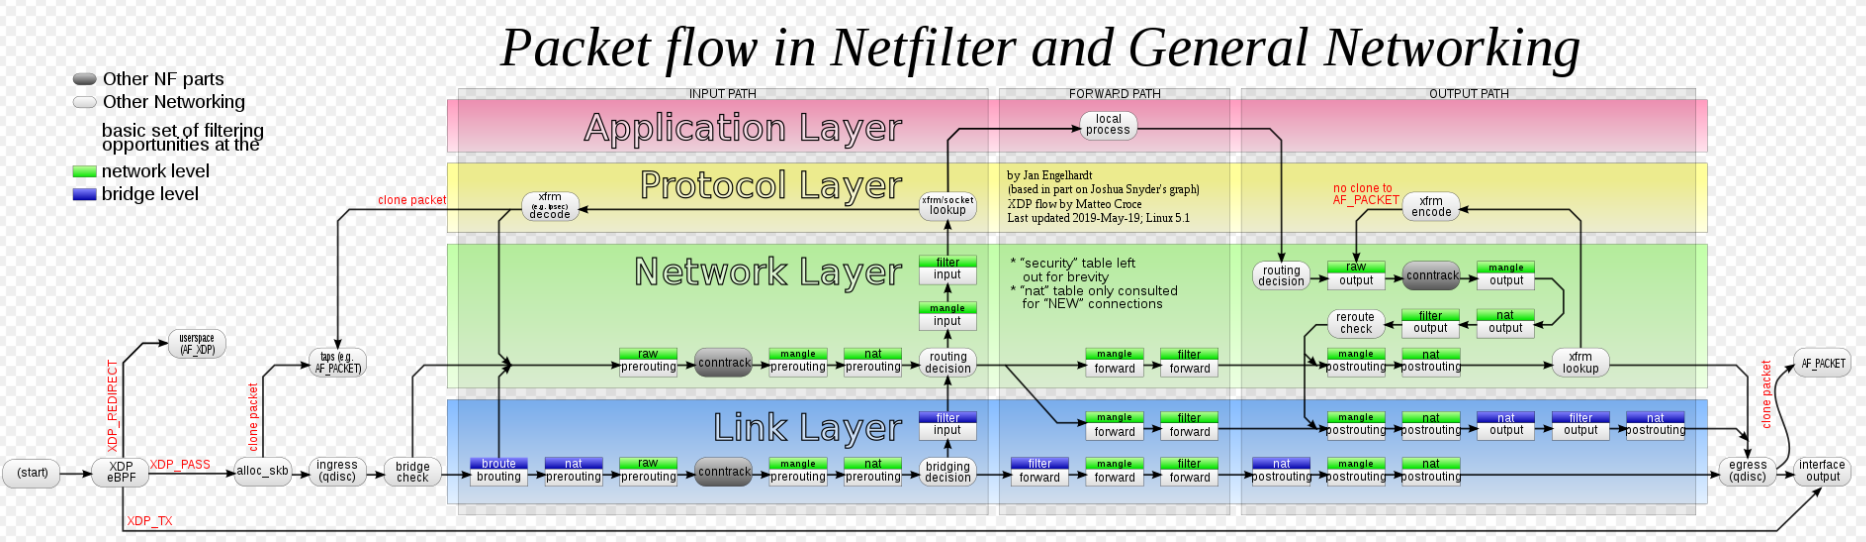 Packet flow in Netfilter and General Networking
Other NF parts
Other Networking
basic set of filtering
opportunities at the
network level
bridge level
INPUT PATH
FORWARD PATH
OUTPUT PATH
Application Layer
local
process
Protocol Layer
clone packet
xfrm
(e.g. ipsec)
decode
xfrm/socket
lookup
by Jan Engelhardt
(based in part on Joshua Snyder's graph)
XDP flow by Matteo Croce
Last updated 2019-May-19; Linux 5.1
no clone to
AF_PACKET
xfrm
encode
Network Layer
filter
input
mangle
input
* "security" table left
out for brevity
* "nat" table only consulted
for "NEW" connections
routing
decision
raw
output
conntrack
mangle
output
reroute
check
filter
output
nat
output
userspace
(AF_XDP)
taps (e.g.
AF_PACKET)
raw
prerouting
conntrack
mangle
prerouting
nat
prerouting
routing
decision
mangle
forward
filter
forward
mangle
postrouting
nat
postrouting
xfrm
lookup
AF_PACKET
XDP_REDIRECT
clone packet
clone packet
Link Layer
filter
input
mangle
forward
filter
forward
mangle
postrouting
nat
postrouting
nat
output
filter
output
nat
postrouting
(start)
XDP
eBPF
XDP_PASS
alloc_skb
ingress
(qdisc)
bridge
check
broute
brouting
nat
prerouting
raw
prerouting
conntrack
mangle
prerouting
nat
prerouting
bridging
decision
filter
forward
mangle
forward
filter
forward
nat
postrouting
mangle
postrouting
nat
postrouting
egress
(qdisc)
interface
output
XDP_TX